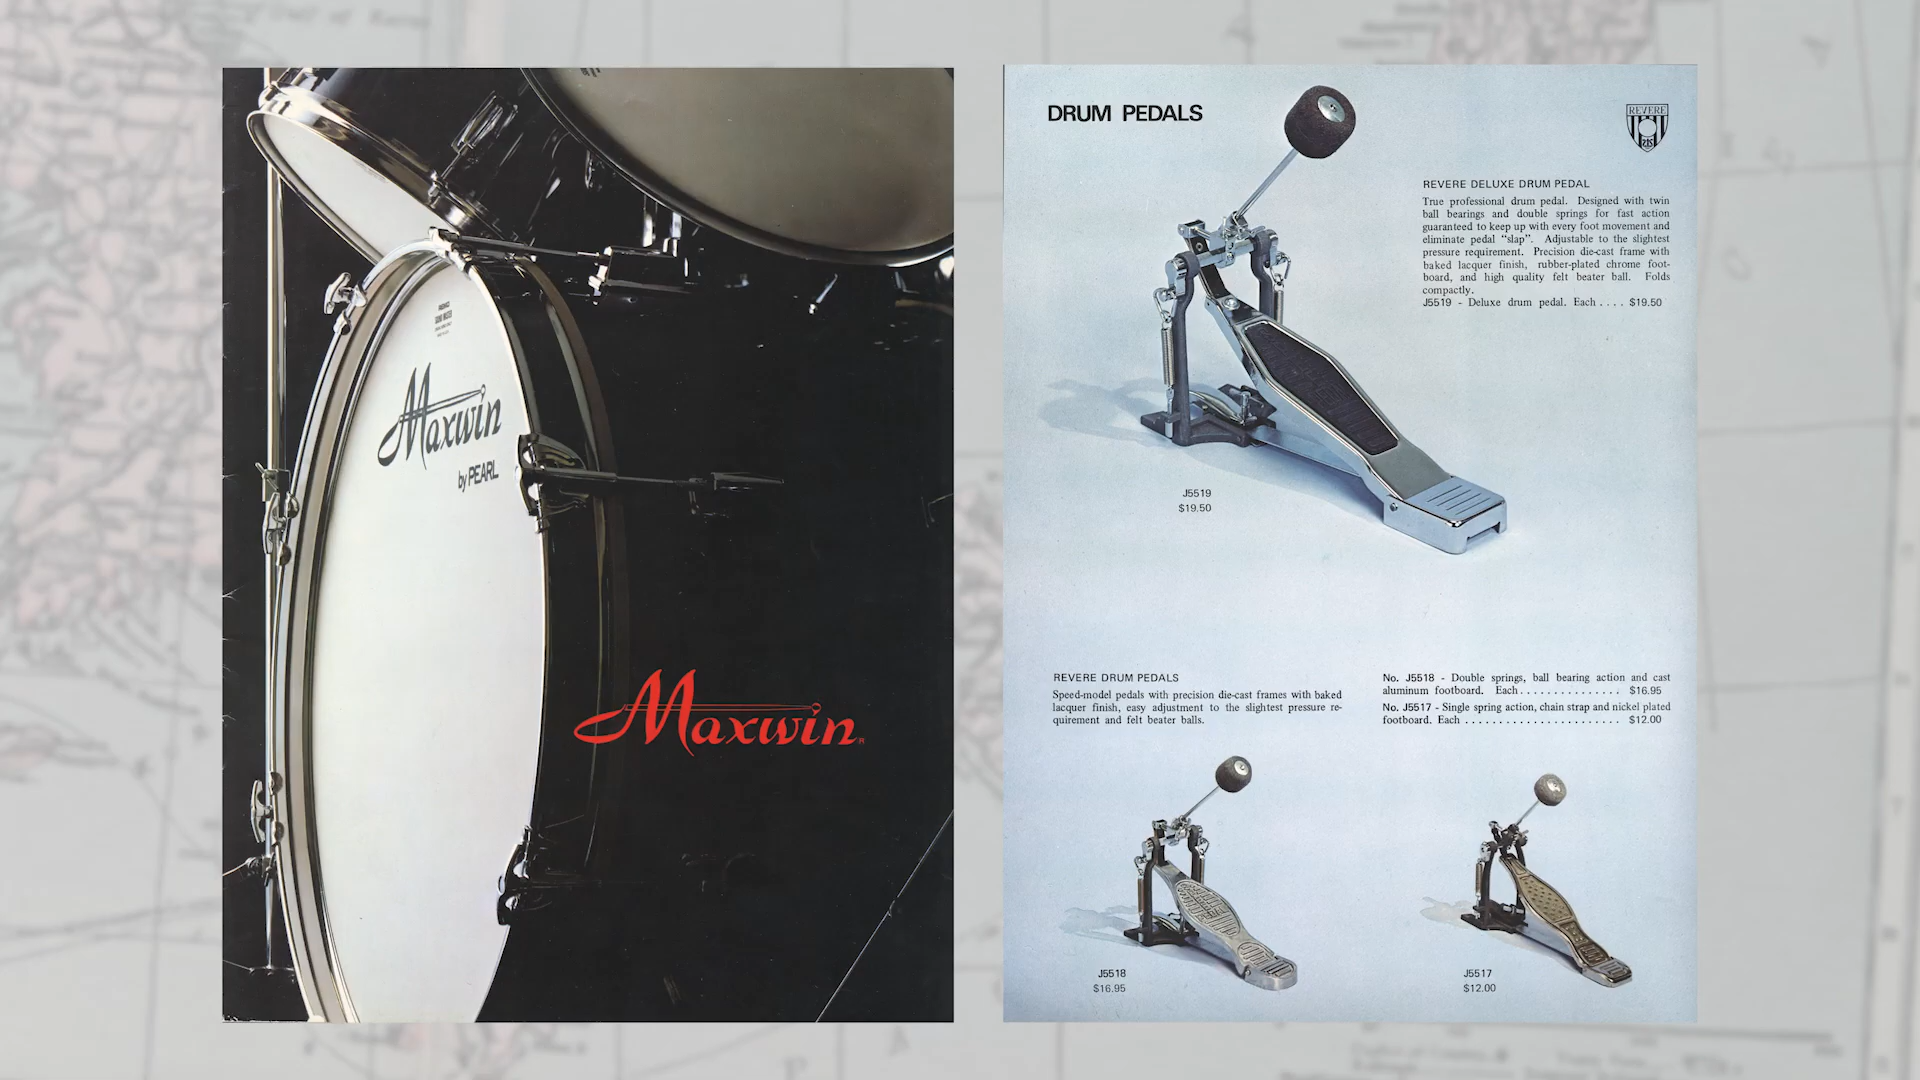 Maxwin
by PEARL
Maxwin
DRUM PEDALS
REVERE
REVERE DELUXE DRUM PEDAL
True professional drum pedal. Designed with twin
ball bearings and double springs for fast action
guaranteed to keep up with every foot movement and
eliminate pedal “slap”. Adjustable to the slightest
pressure requirement. Precision die-cast frame with
baked lacquer finish, rubber-plated chrome foot-
board, and high quality felt beater ball. Folds
compactly.
J5519 - Deluxe drum pedal. Each . . . . $19.50
J5519
$19.50
REVERE DRUM PEDALS
Speed-model pedals with precision die-cast frames with baked
lacquer finish, easy adjustment to the slightest pressure re-
quirement and felt beater balls.
No. J5518 - Double springs, ball bearing action and cast
aluminum footboard. Each . . . . . . . . . . . . . . . $16.95
No. J5517 - Single spring action, chain strap and nickel plated
footboard. Each . . . . . . . . . . . . . . . . . . . . . . . $12.00
J5518
$16.95
J5517
$12.00